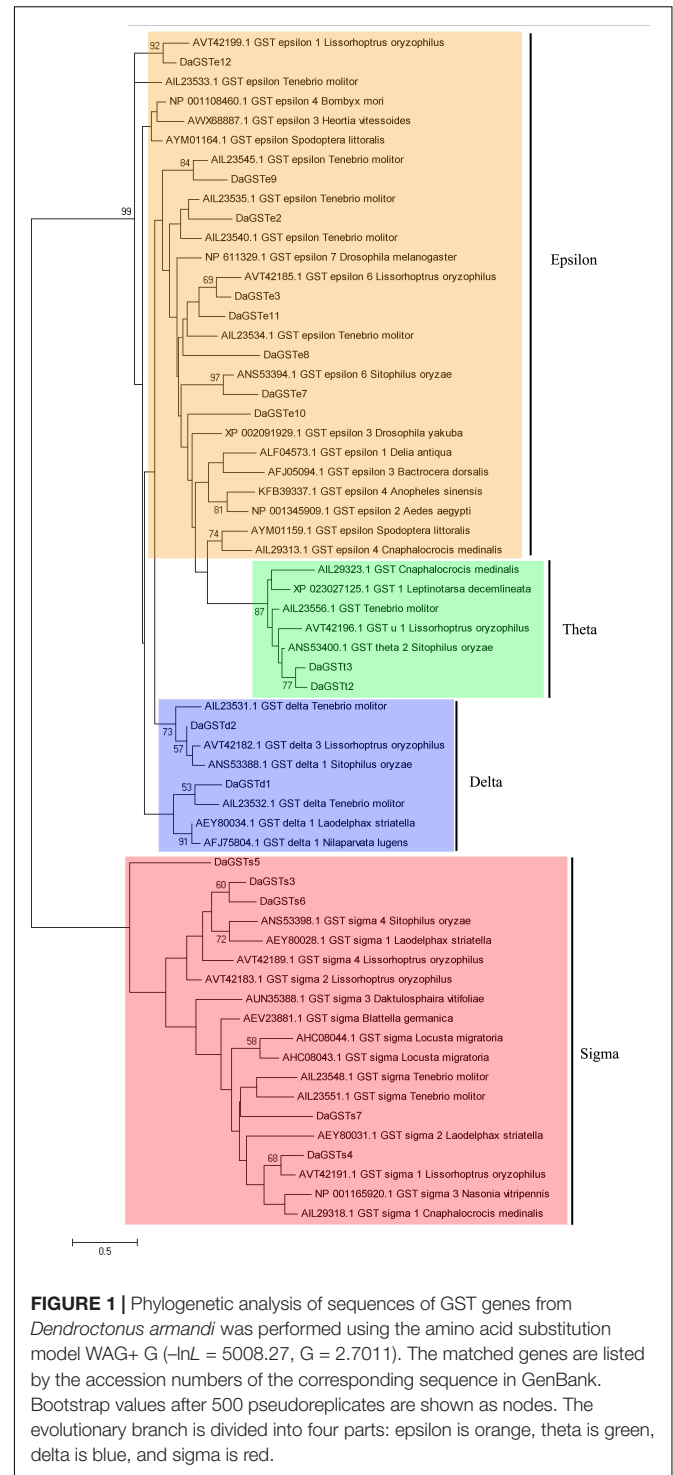 92
AVT42199.1 GST epsilon 1 Lissorhoptrus oryzophilus
DaGSTe12
AIL23533.1 GST epsilon Tenebrio molitor
NP 001108460.1 GST epsilon 4 Bombyx mori
AWX68887.1 GST epsilon 3 Heortia vitessoides
AYM01164.1 GST epsilon Spodoptera littoralis
84
AIL23545.1 GST epsilon Tenebrio molitor
DaGSTe9
99
AIL23535.1 GST epsilon Tenebrio molitor
DaGSTe2
AIL23540.1 GST epsilon Tenebrio molitor
NP 611329.1 GST epsilon 7 Drosophila melanogaster
Epsilon
69
AVT42185.1 GST epsilon 6 Lissorhoptrus oryzophilus
DaGSTe3
DaGSTe11
AIL23534.1 GST epsilon Tenebrio molitor
DaGSTe8
97
ANS53394.1 GST epsilon 6 Sitophilus oryzae
DaGSTe7
DaGSTe10
XP 002091929.1 GST epsilon 3 Drosophila yakuba
ALF04573.1 GST epsilon 1 Delia antiqua
AFJ05094.1 GST epsilon 3 Bactrocera dorsalis
KFB39337.1 GST epsilon 4 Anopheles sinensis
81
NP 001345909.1 GST epsilon 2 Aedes aegypti
74
AYM01159.1 GST epsilon Spodoptera littoralis
AIL29313.1 GST epsilon 4 Cnaphalocrocis medinalis
AIL29323.1 GST Cnaphalocrocis medinalis
XP 023027125.1 GST 1 Leptinotarsa decemlineata
87
AIL23556.1 GST Tenebrio molitor
AVT42196.1 GST u 1 Lissorhoptrus oryzophilus
Theta
ANS53400.1 GST theta 2 Sitophilus oryzae
DaGSTt3
77
DaGSTt2
AIL23531.1 GST delta Tenebrio molitor
73
DaGSTd2
57
AVT42182.1 GST delta 3 Lissorhoptrus oryzophilus
ANS53388.1 GST delta 1 Sitophilus oryzae
Delta
53
DaGSTd1
AIL23532.1 GST delta Tenebrio molitor
AEY80034.1 GST delta 1 Laodelphax striatella
91
AFJ75804.1 GST delta 1 Nilaparvata lugens
DaGSTs5
60
DaGSTs3
DaGSTs6
ANS53398.1 GST sigma 4 Sitophilus oryzae
72
AEY80028.1 GST sigma 1 Laodelphax striatella
AVT42189.1 GST sigma 4 Lissorhoptrus oryzophilus
AVT42183.1 GST sigma 2 Lissorhoptrus oryzophilus
AUN35388.1 GST sigma 3 Daktulosphaira vitifoliae
AEV23881.1 GST sigma Blattella germanica
58
AHC08044.1 GST sigma Locusta migratoria
Sigma
AHC08043.1 GST sigma Locusta migratoria
AIL23548.1 GST sigma Tenebrio molitor
AIL23551.1 GST sigma Tenebrio molitor
DaGSTs7
AEY80031.1 GST sigma 2 Laodelphax striatella
68
DaGSTs4
AVT42191.1 GST sigma 1 Lissorhoptrus oryzophilus
NP 001165920.1 GST sigma 3 Nasonia vitripennis
AIL29318.1 GST sigma 1 Cnaphalocrocis medinalis
0.5
FIGURE 1 | Phylogenetic analysis of sequences of GST genes from
Dendroctonus armandi was performed using the amino acid substitution
model WAG+ G (–lnL = 5008.27, G = 2.7011). The matched genes are listed
by the accession numbers of the corresponding sequence in GenBank.
Bootstrap values after 500 pseudoreplicates are shown as nodes. The
evolutionary branch is divided into four parts: epsilon is orange, theta is green,
delta is blue, and sigma is red.